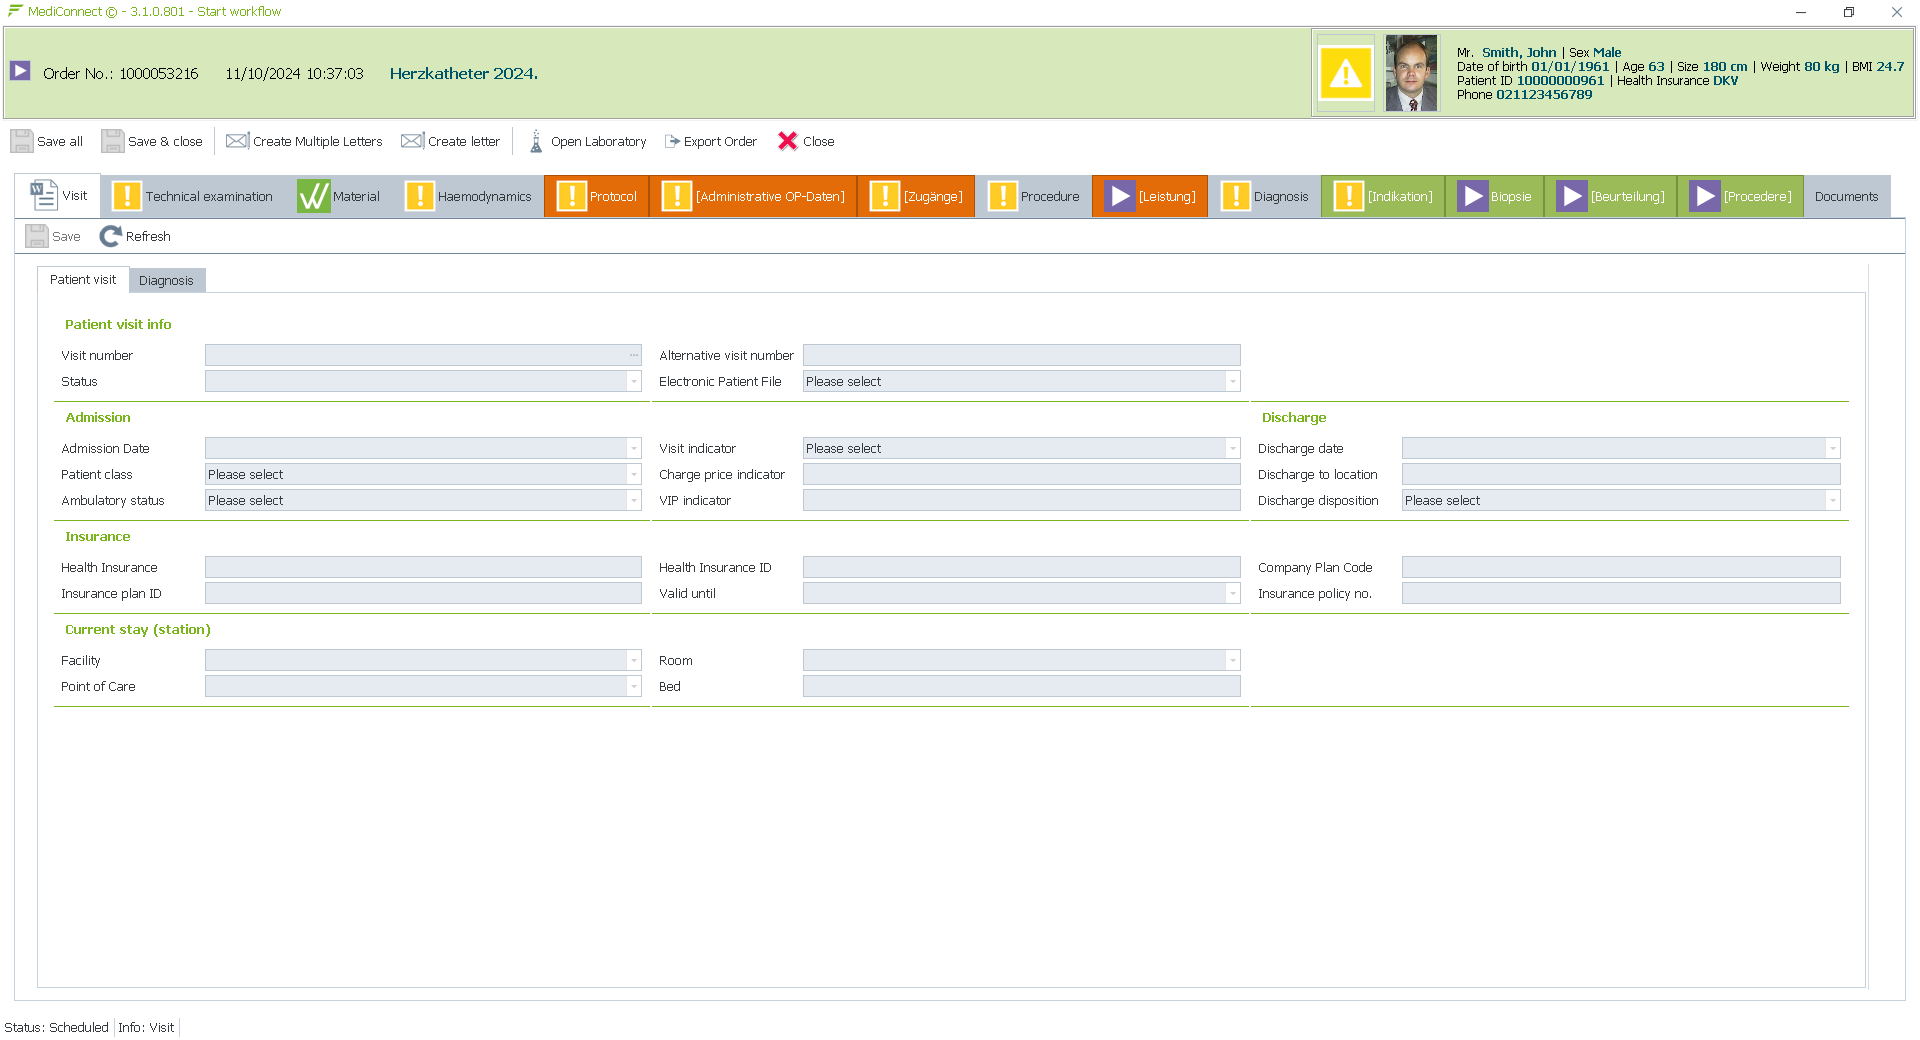 MediConnect © - 3.1.0.801 - Start workflow
Order No.: 1000053216 11/10/2024 10:37:03 Herzkatheter 2024.
Mr. Smith, John | Sex Male
Date of birth 01/01/1961 | Age 63 | Size 180 cm | Weight 80 kg | BMI 24.7
Patient ID 10000000961 | Health Insurance DKV
Phone 021123456789
Save all Save & close Create Multiple Letters Create letter Open Laboratory Export Order Close
Visit Technical examination Material Haemodynamics Protocol [Administrative OP-Daten] [Zugänge] Procedure [Leistung] Diagnosis [Indikation] Biopsie [Beurteilung] [Procedere] Documents
Save Refresh
Patient visit Diagnosis
Patient visit info
Visit number ... Alternative visit number
Status Electronic Patient File Please select
Admission Discharge
Admission Date Visit indicator Please select Discharge date
Patient class Please select Charge price indicator Discharge to location
Ambulatory status Please select VIP indicator Discharge disposition Please select
Insurance
Health Insurance Health Insurance ID Company Plan Code
Insurance plan ID Valid until Insurance policy no.
Current stay (station)
Facility Room
Point of Care Bed
Status: Scheduled Info: Visit